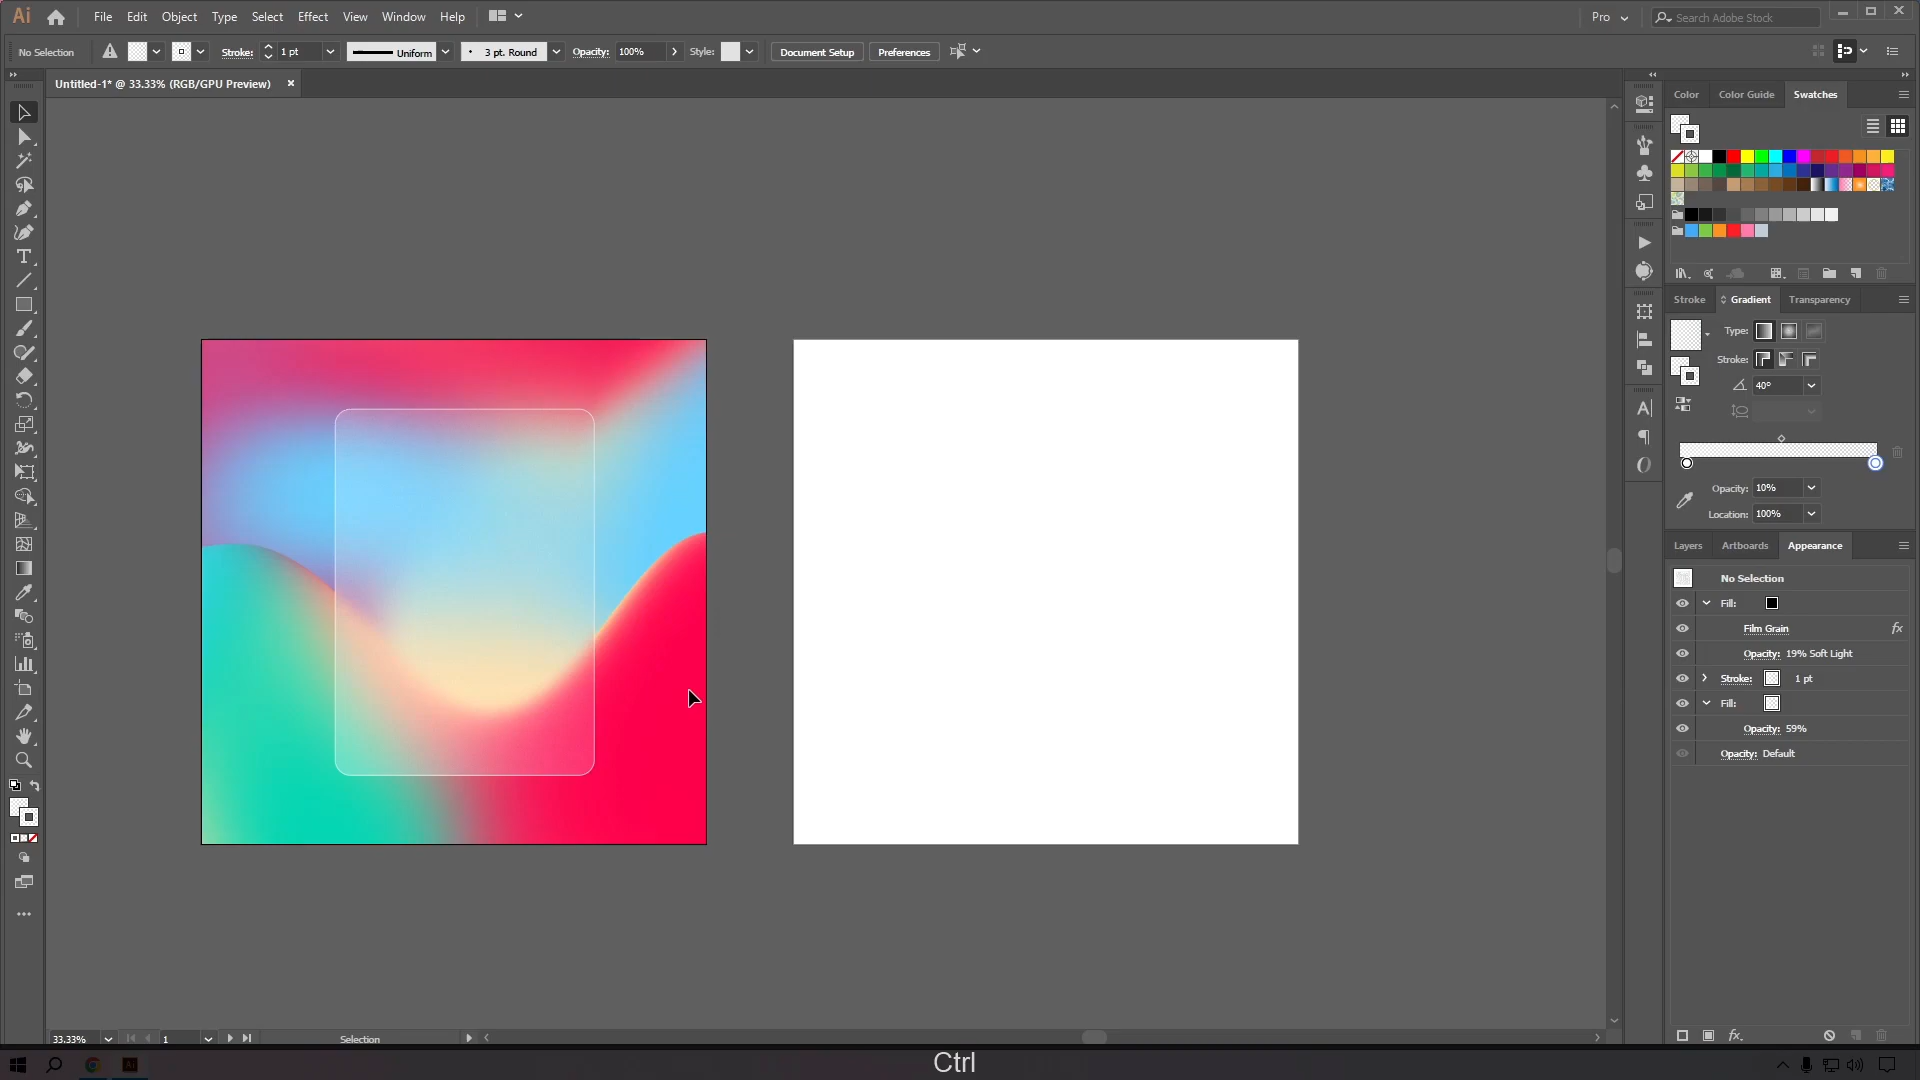 Ai
File Edit Object Type Select Effect View Window Help
Pro
Search Adobe Stock
No Selection
Stroke: 1 pt
Uniform
3 pt. Round
Opacity: 100%
Style:
Document Setup
Preferences
Untitled-1* @ 33.33% (RGB/GPU Preview) ×
Color Color Guide Swatches
Stroke Gradient Transparency
Type:
Stroke:
40°
Opacity: 10%
Location: 100%
Layers Artboards Appearance
No Selection
Fill:
Film Grain fx
Opacity: 19% Soft Light
Stroke: 1 pt
Fill:
Opacity: 59%
Opacity: Default
fx.
33.33%
1
Selection
Ctrl